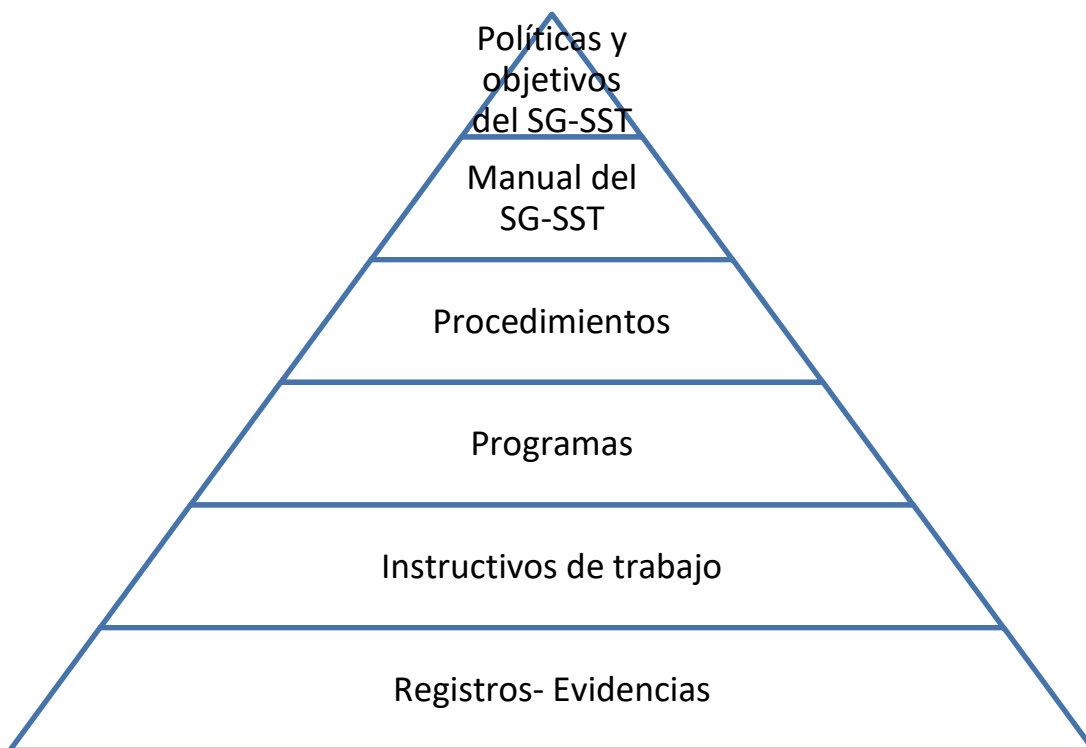 Políticas y
objetivos
del SG-SST
Manual del
SG-SST
Procedimientos
Programas
Instructivos de trabajo
Registros- Evidencias